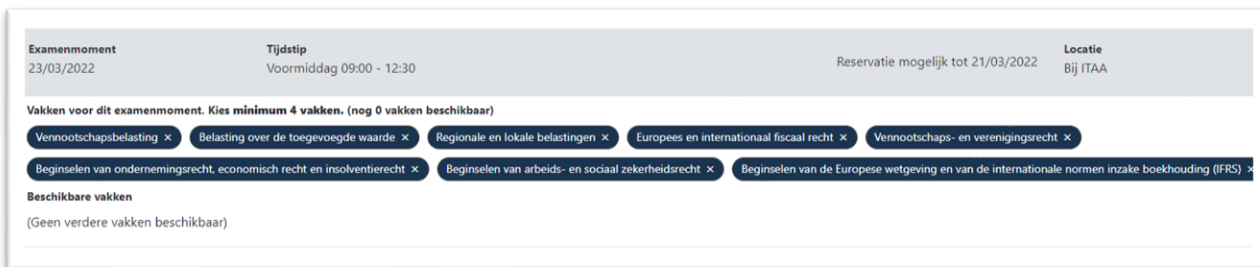 Examenmoment Tijdstip Locatie
23/03/2022 Voormiddag 09:00 - 12:30 Reservatie mogelijk tot 21/03/2022 Bij ITAA
Vakken voor dit examenmoment. Kies minimum 4 vakken. (nog 0 vakken beschikbaar)
Vennootschapsbelasting × Belasting over de toegevoegde waarde × Regionale en lokale belastingen × Europees en internationaal fiscaal recht × Vennootschaps- en verenigingsrecht ×
Beginselen van ondernemingsrecht, economisch recht en insolventierecht × Beginselen van arbeids- en sociaal zekerheidsrecht × Beginselen van de Europese wetgeving en van de internationale normen inzake boekhouding (IFRS) ×
Beschikbare vakken
(Geen verdere vakken beschikbaar)